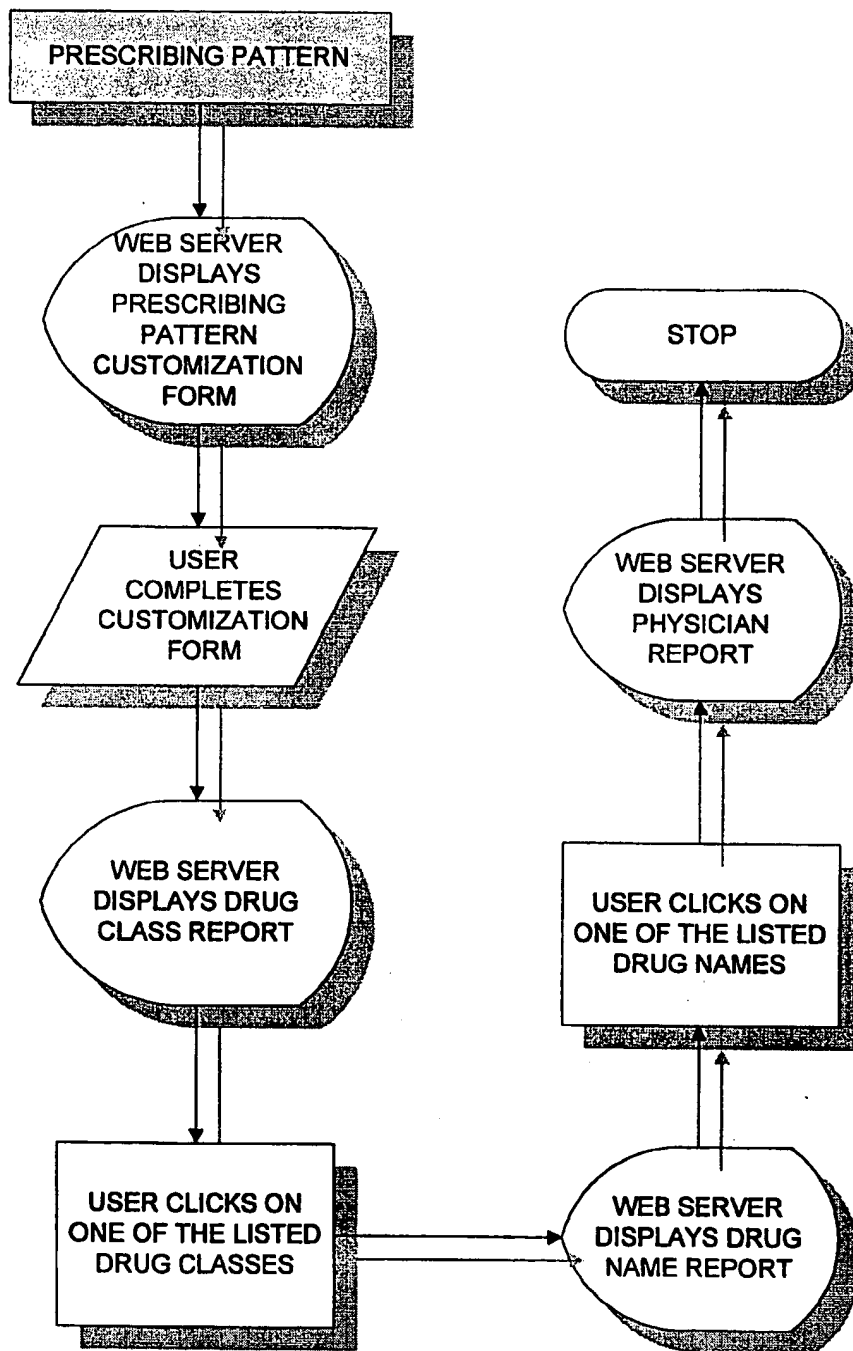 PRESCRIBING PATTERN
WEB SERVER
DISPLAYS
PRESCRIBING
PATTERN
CUSTOMIZATION
FORM
USER
COMPLETES
CUSTOMIZATION
FORM
WEB SERVER
DISPLAYS DRUG
CLASS REPORT
USER CLICKS ON
ONE OF THE LISTED
DRUG CLASSES
WEB SERVER
DISPLAYS DRUG
NAME REPORT
USER CLICKS ON
ONE OF THE LISTED
DRUG NAMES
WEB SERVER
DISPLAYS
PHYSICIAN
REPORT
STOP